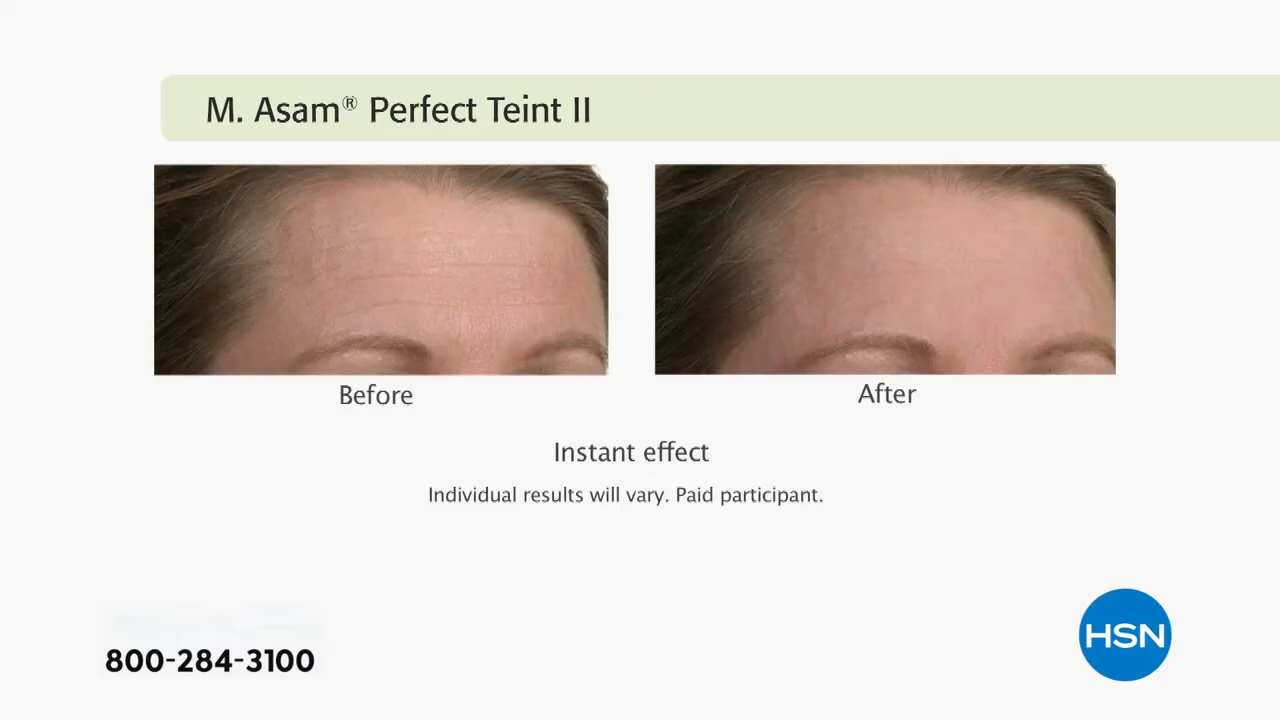 M. Asam® Perfect Teint II
Before
After
Instant effect
Individual results will vary. Paid participant.
800-284-3100
HSN